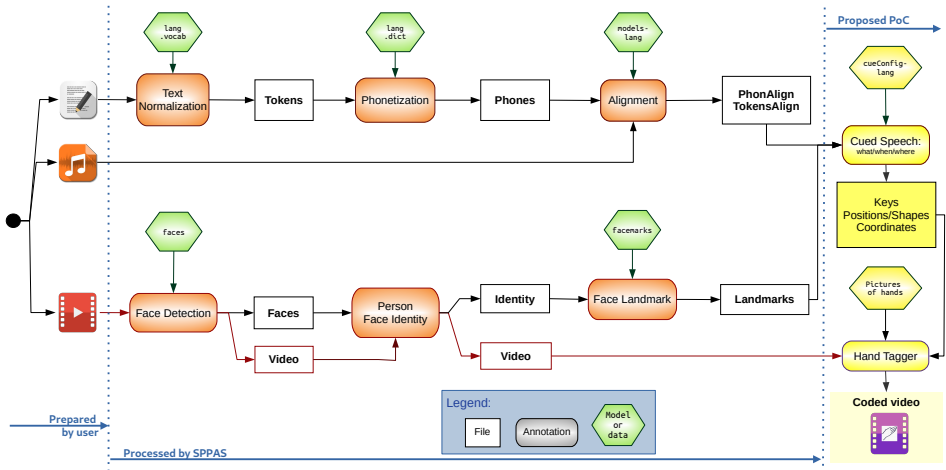 Proposed PoC
lang
.vocab
lang
.dict
models-
lang
cueConfig-
lang
Text
Normalization
Tokens
Phonetization
Phones
Alignment
PhonAlign
TokensAlign
Cued Speech:
what/when/where
Keys
Positions/Shapes
Coordinates
faces
facemarks
Pictures
of hands
Face Detection
Faces
Person
Face Identity
Identity
Face Landmark
Landmarks
Video
Video
Hand Tagger
Coded video
Legend:
File
Annotation
Model
or
data
Prepared
by user
Processed by SPPAS